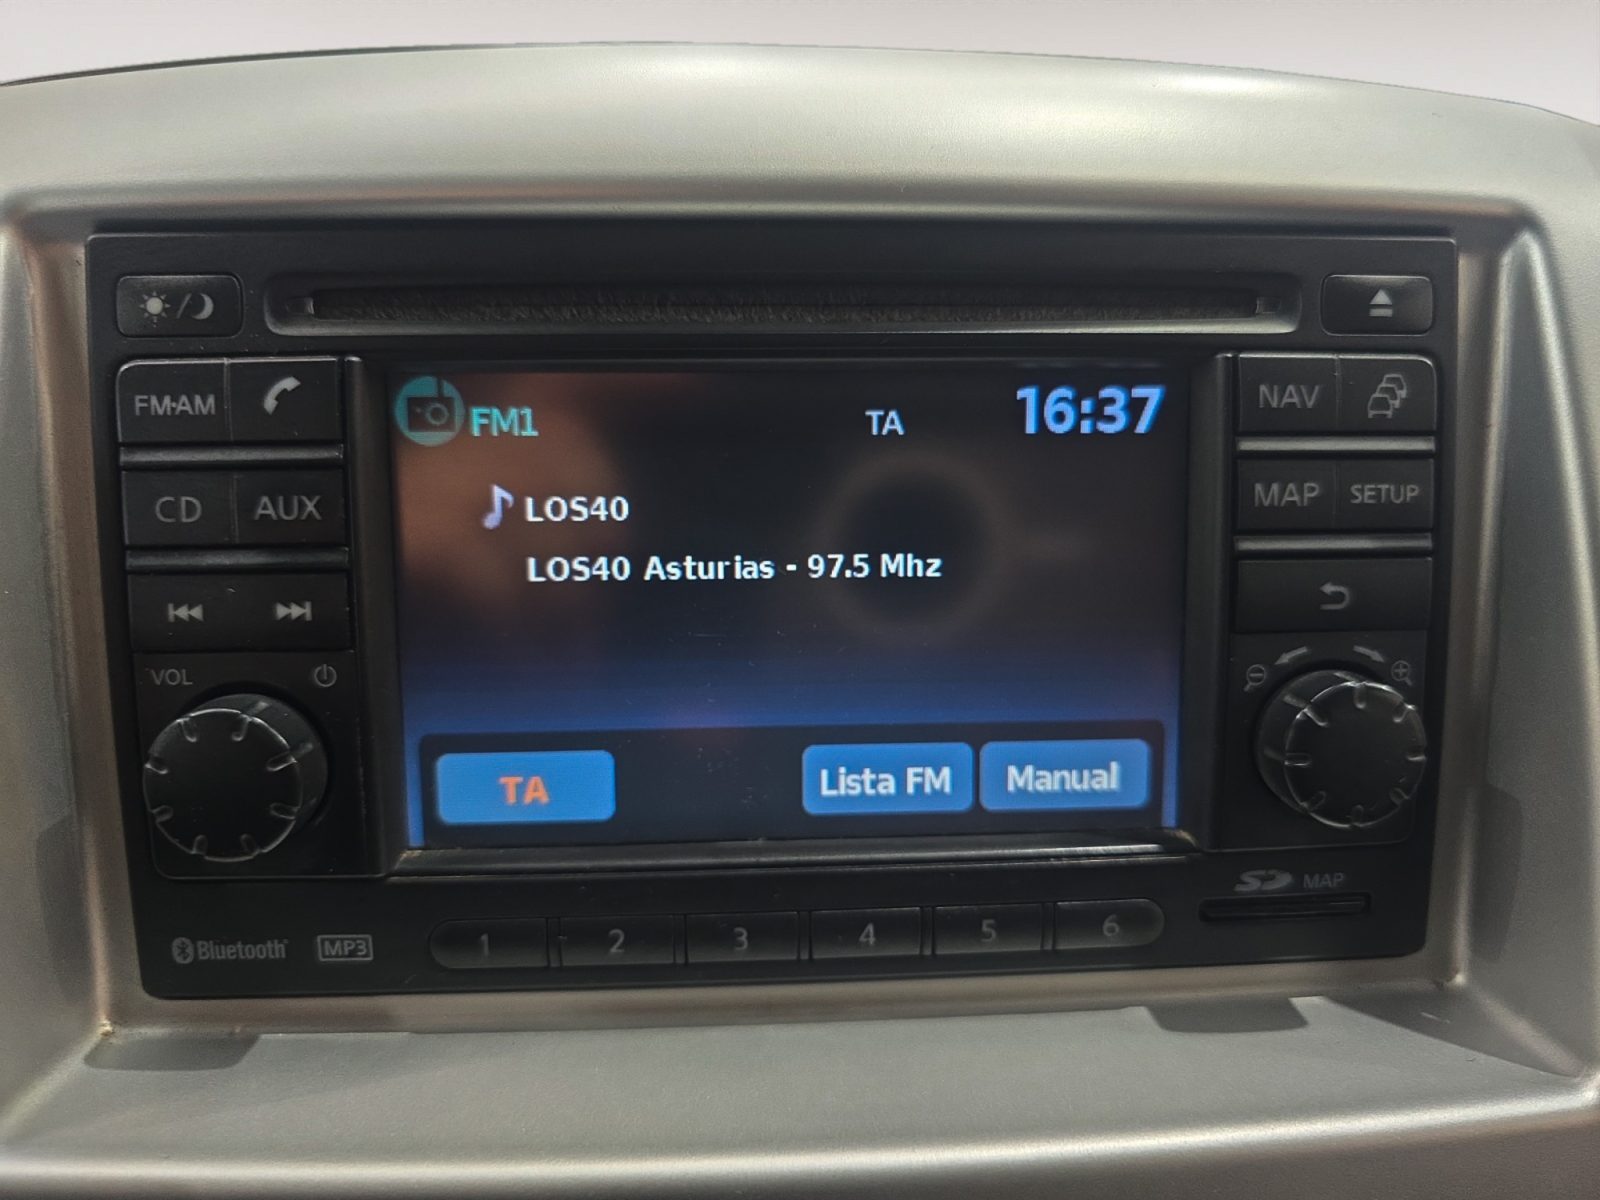 FM·AM
CD AUX
VOL
FM1 TA 16:37
LOS40
LOS40 Asturias - 97.5 Mhz
TA Lista FM Manual
NAV
MAP SETUP
SD MAP
Bluetooth MP3 1 2 3 4 5 6